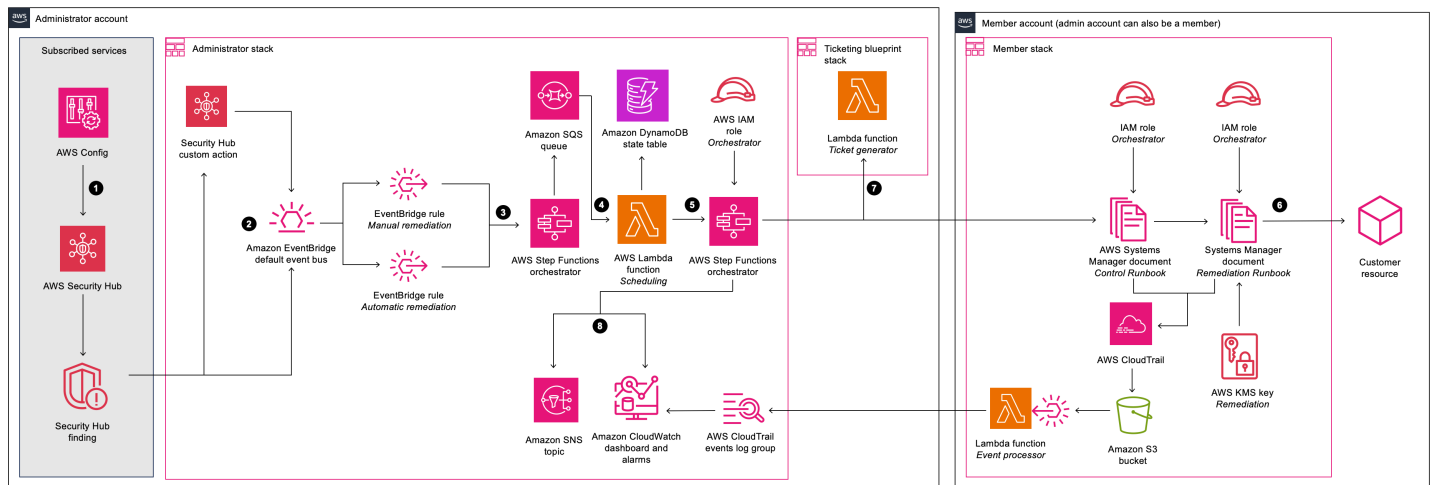 aws
Administrator account
Subscribed services
AWS Config
1
AWS Security Hub
Security Hub
finding
Administrator stack
Security Hub
custom action
2
Amazon EventBridge
default event bus
EventBridge rule
Manual remediation
EventBridge rule
Automatic remediation
3
Amazon SQS
queue
AWS Step Functions
orchestrator
4
Amazon DynamoDB
state table
AWS Lambda
function
Scheduling
5
AWS IAM
role
Orchestrator
AWS Step Functions
orchestrator
8
Amazon SNS
topic
Amazon CloudWatch
dashboard and
alarms
AWS CloudTrail
events log group
Ticketing blueprint
stack
Lambda function
Ticket generator
7
aws
Member account (admin account can also be a member)
Member stack
IAM role
Orchestrator
IAM role
Orchestrator
AWS Systems
Manager document
Control Runbook
Systems Manager
document
Remediation Runbook
6
Customer
resource
AWS CloudTrail
AWS KMS key
Remediation
Lambda function
Event processor
Amazon S3
bucket